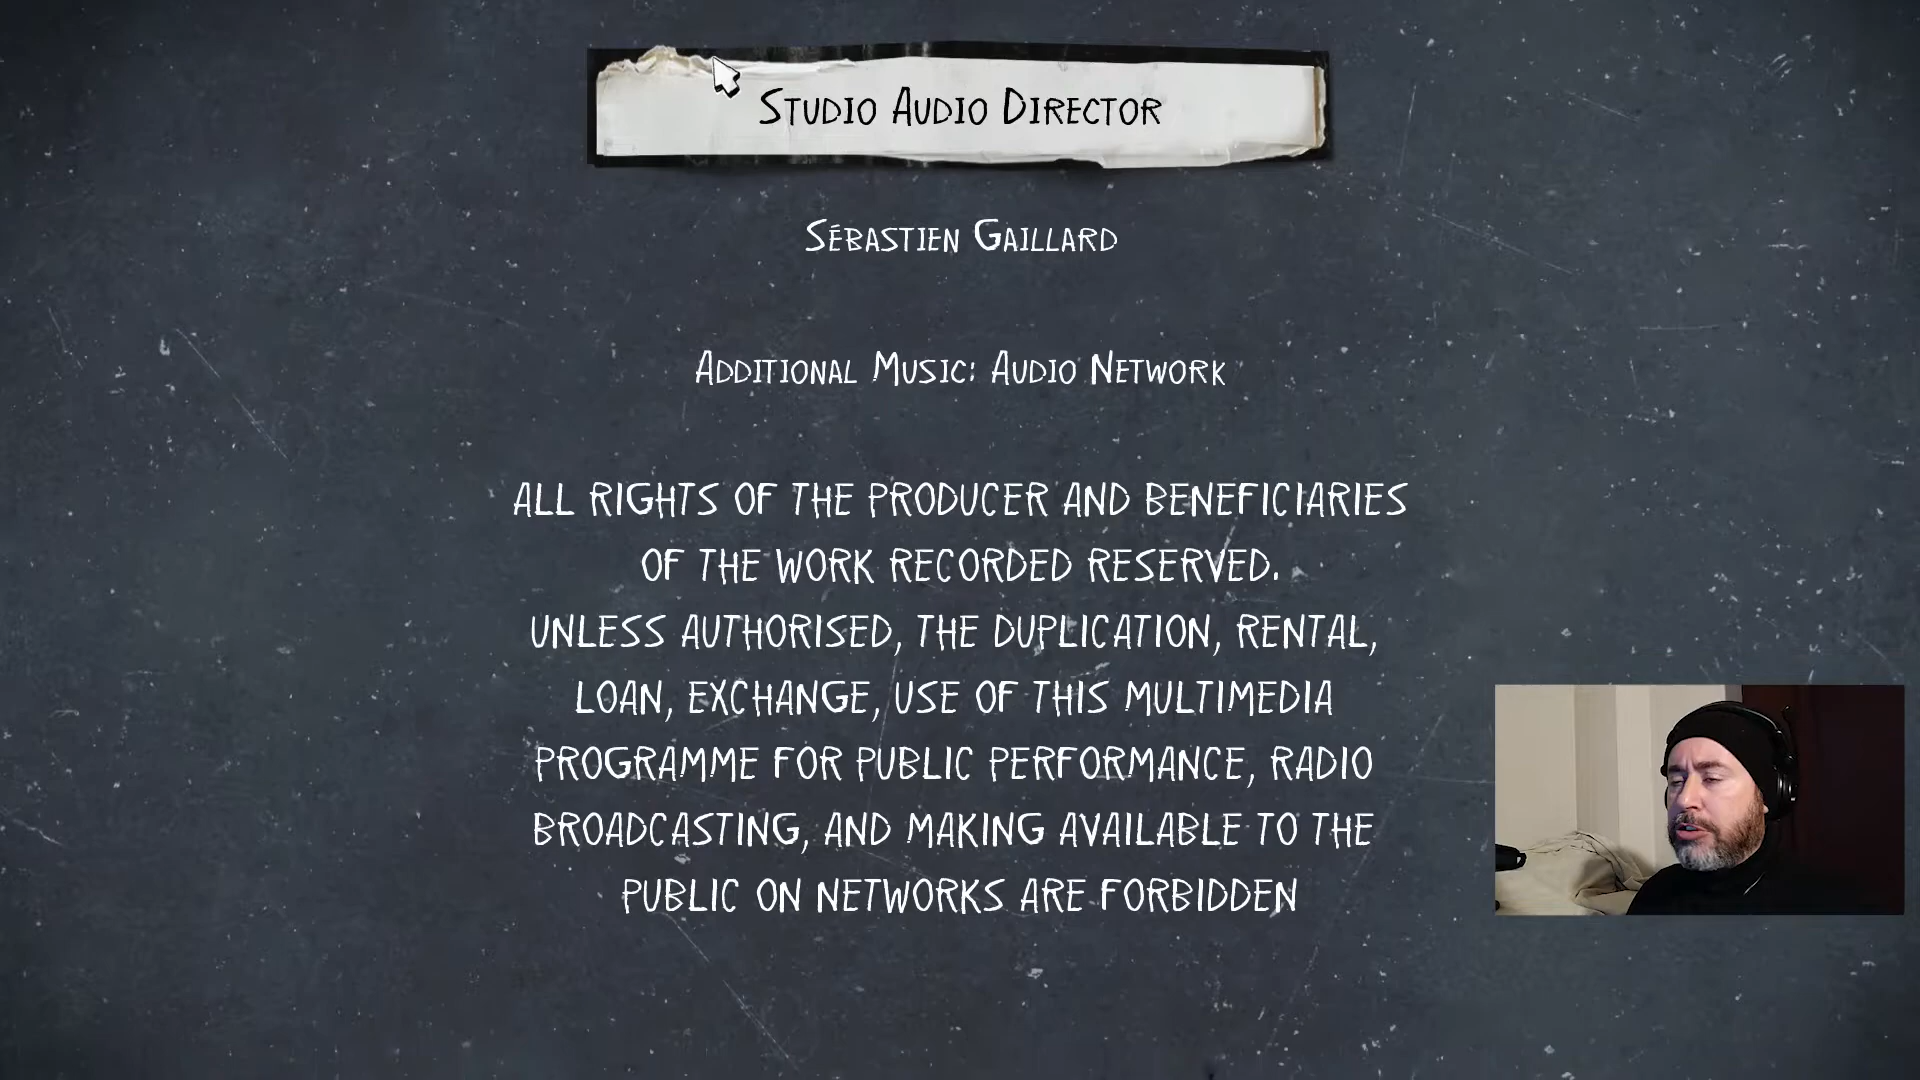 Studio Audio Director
Sébastien Gaillard
Additional Music: Audio Network
ALL RIGHTS OF THE PRODUCER AND BENEFICIARIES
OF THE WORK RECORDED RESERVED.
UNLESS AUTHORISED, THE DUPLICATION, RENTAL,
LOAN, EXCHANGE, USE OF THIS MULTIMEDIA
PROGRAMME FOR PUBLIC PERFORMANCE, RADIO
BROADCASTING, AND MAKING AVAILABLE TO THE
PUBLIC ON NETWORKS ARE FORBIDDEN